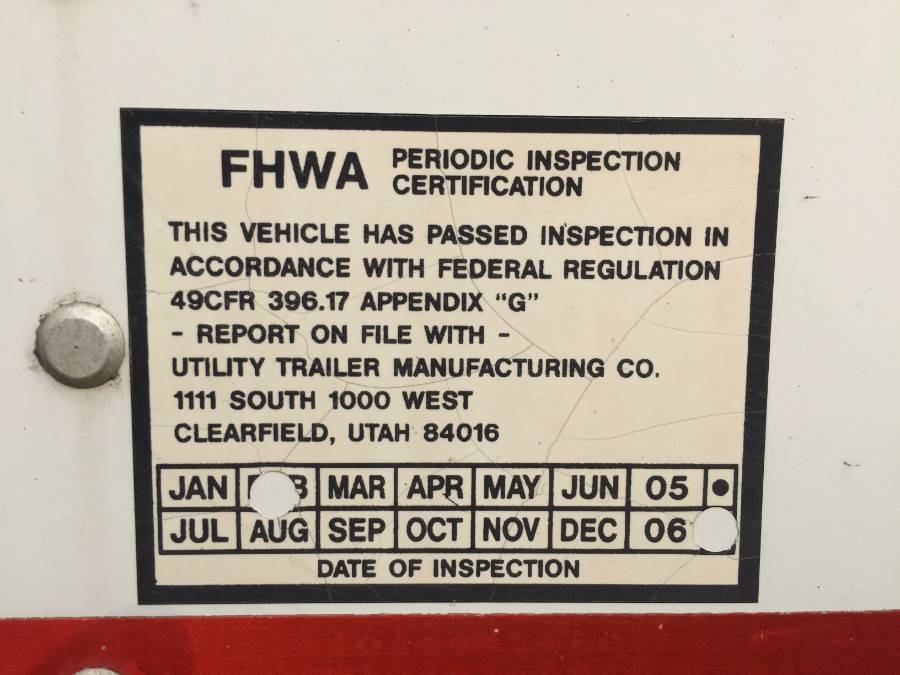 FHWA PERIODIC INSPECTION
CERTIFICATION
THIS VEHICLE HAS PASSED INSPECTION IN
ACCORDANCE WITH FEDERAL REGULATION
49CFR 396.17 APPENDIX “G”
- REPORT ON FILE WITH -
UTILITY TRAILER MANUFACTURING CO.
1111 SOUTH 1000 WEST
CLEARFIELD, UTAH 84016
JAN MAR APR MAY JUN 05 •
JUL AUG SEP OCT NOV DEC 06
DATE OF INSPECTION